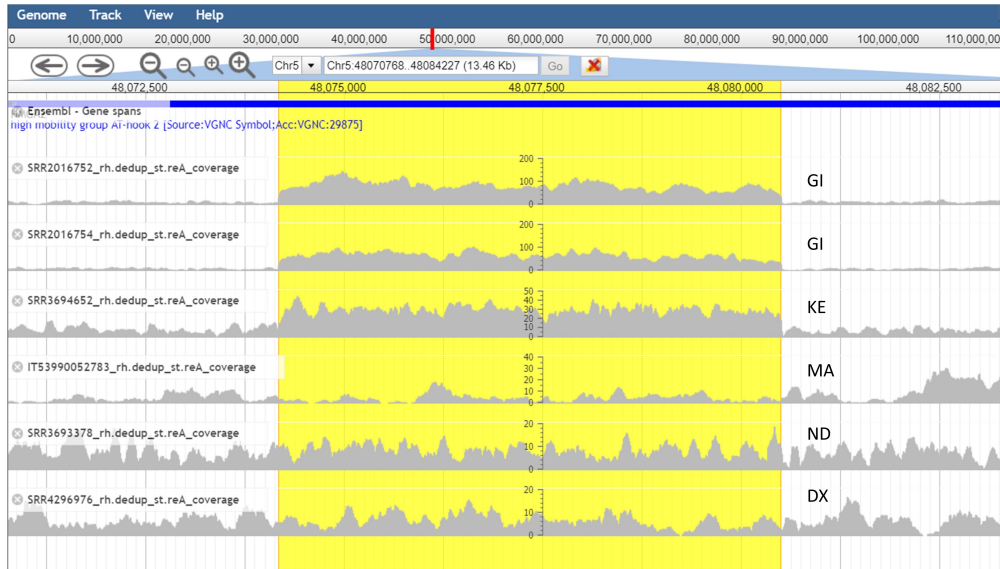 Genome Track View Help
0 10,000,000 20,000,000 30,000,000 40,000,000 50,000,000 60,000,000 70,000,000 80,000,000 90,000,000 100,000,000 110,000,00
Chr5 Chr5:48070768..48084227 (13.46 Kb) Go
48,072,500 48,075,000 48,077,500 48,080,000 48,082,500
Ensembl - Gene spans
high mobility group AT-hook 2 [Source:VGNC Symbol;Acc:VGNC:29875]
SRR2016752_rh.dedup_st.reA_coverage 200 100 0 GI
SRR2016754_rh.dedup_st.reA_coverage 200 100 0 GI
SRR3694652_rh.dedup_st.reA_coverage 50 40 30 20 10 0 KE
IT53990052783_rh.dedup_st.reA_coverage 40 30 20 10 0 MA
SRR3693378_rh.dedup_st.reA_coverage 20 10 0 ND
SRR4296976_rh.dedup_st.reA_coverage 20 10 0 DX